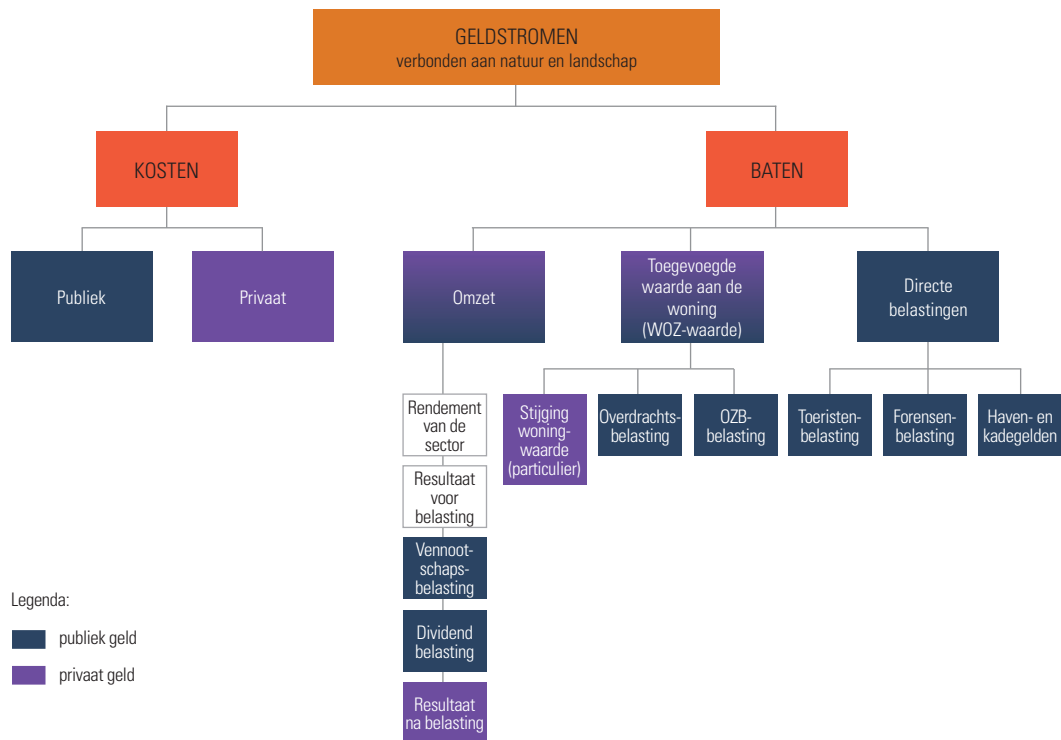 GELDSTROMEN
verbonden aan natuur en landschap
KOSTEN
BATEN
Publiek
Privaat
Omzet
Toegevoegde
waarde aan de
woning
(WOZ-waarde)
Directe
belastingen
Rendement
van de
sector
Stijging
woning-
waarde
(particulier)
Overdrachts-
belasting
OZB-
belasting
Toeristen-
belasting
Forensen-
belasting
Haven- en
kadegelden
Resultaat
voor
belasting
Vennoot-
schaps-
belasting
Dividend
belasting
Resultaat
na belasting
Legenda:
publiek geld
privaat geld